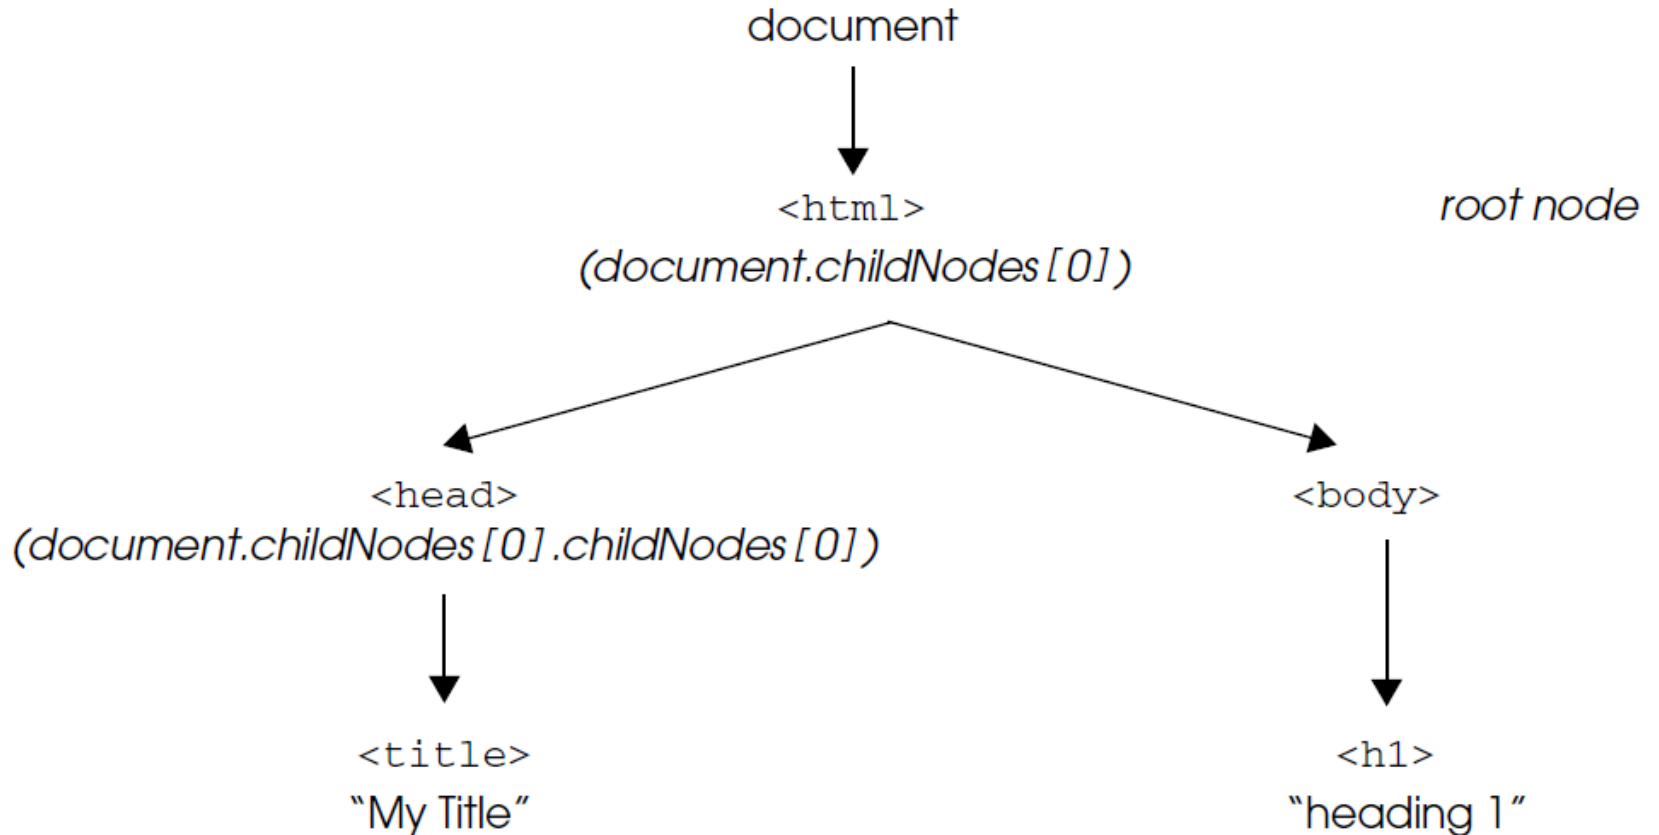 document
<html>
root node
(document.childNodes[0])
<head>
<body>
(document.childNodes[0].childNodes[0])
<title>
<h1>
“My Title”
“heading 1”